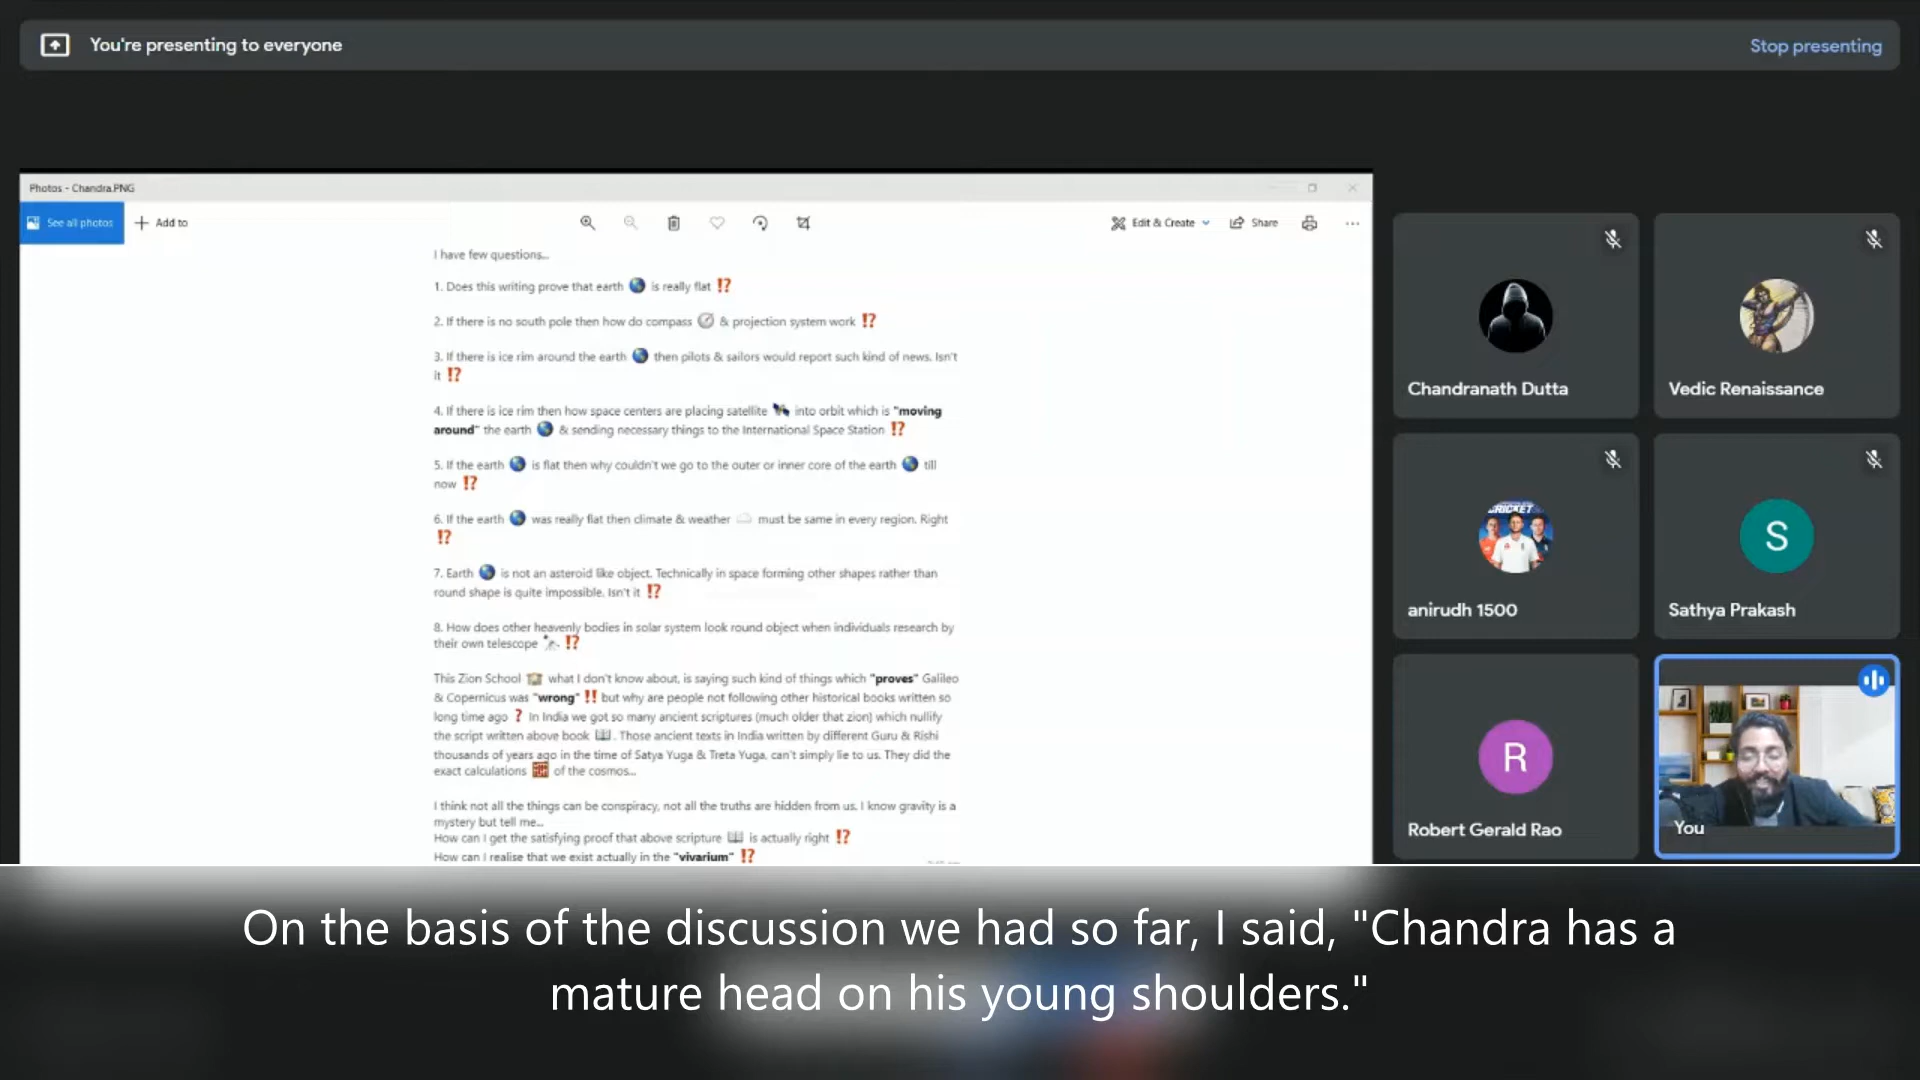 You're presenting to everyone
Stop presenting
Photos - Chandra.PNG
See all photos
Add to
Edit & Create
Share
I have few questions...
1. Does this writing prove that earth 🌏 is really flat ⁉️
2. If there is no south pole then how do compass 🧭 & projection system work ⁉️
3. If there is ice rim around the earth 🌏 then pilots & sailors would report such kind of news. Isn't
it ⁉️
4. If there is ice rim then how space centers are placing satellite 🛰️ into orbit which is "moving
around" the earth 🌏 & sending necessary things to the International Space Station ⁉️
5. If the earth 🌏 is flat then why couldn't we go to the outer or inner core of the earth 🌏 till
now ⁉️
6. If the earth 🌏 was really flat then climate & weather ☁️ must be same in every region. Right
⁉️
7. Earth 🌏 is not an asteroid like object. Technically in space forming other shapes rather than
round shape is quite impossible. Isn't it ⁉️
8. How does other heavenly bodies in solar system look round object when individuals research by
their own telescope 🔭 ⁉️
This Zion School 🏫 what I don't know about, is saying such kind of things which "proves" Galileo
& Copernicus was "wrong" ‼️ but why are people not following other historical books written so
long time ago ❓ In India we got so many ancient scriptures (much older that zion) which nullify
the script written above book 📖. Those ancient texts in India written by different Guru & Rishi
thousands of years ago in the time of Satya Yuga & Treta Yuga, can't simply lie to us. They did the
exact calculations 🧮 of the cosmos...
I think not all the things can be conspiracy, not all the truths are hidden from us. I know gravity is a
mystery but tell me...
How can I get the satisfying proof that above scripture 📖 is actually right ⁉️
How can I realise that we exist actually in the "vivarium" ⁉️
Chandranath Dutta
Vedic Renaissance
CRICKET
anirudh 1500
S
Sathya Prakash
R
Robert Gerald Rao
You
On the basis of the discussion we had so far, I said, "Chandra has a
mature head on his young shoulders."